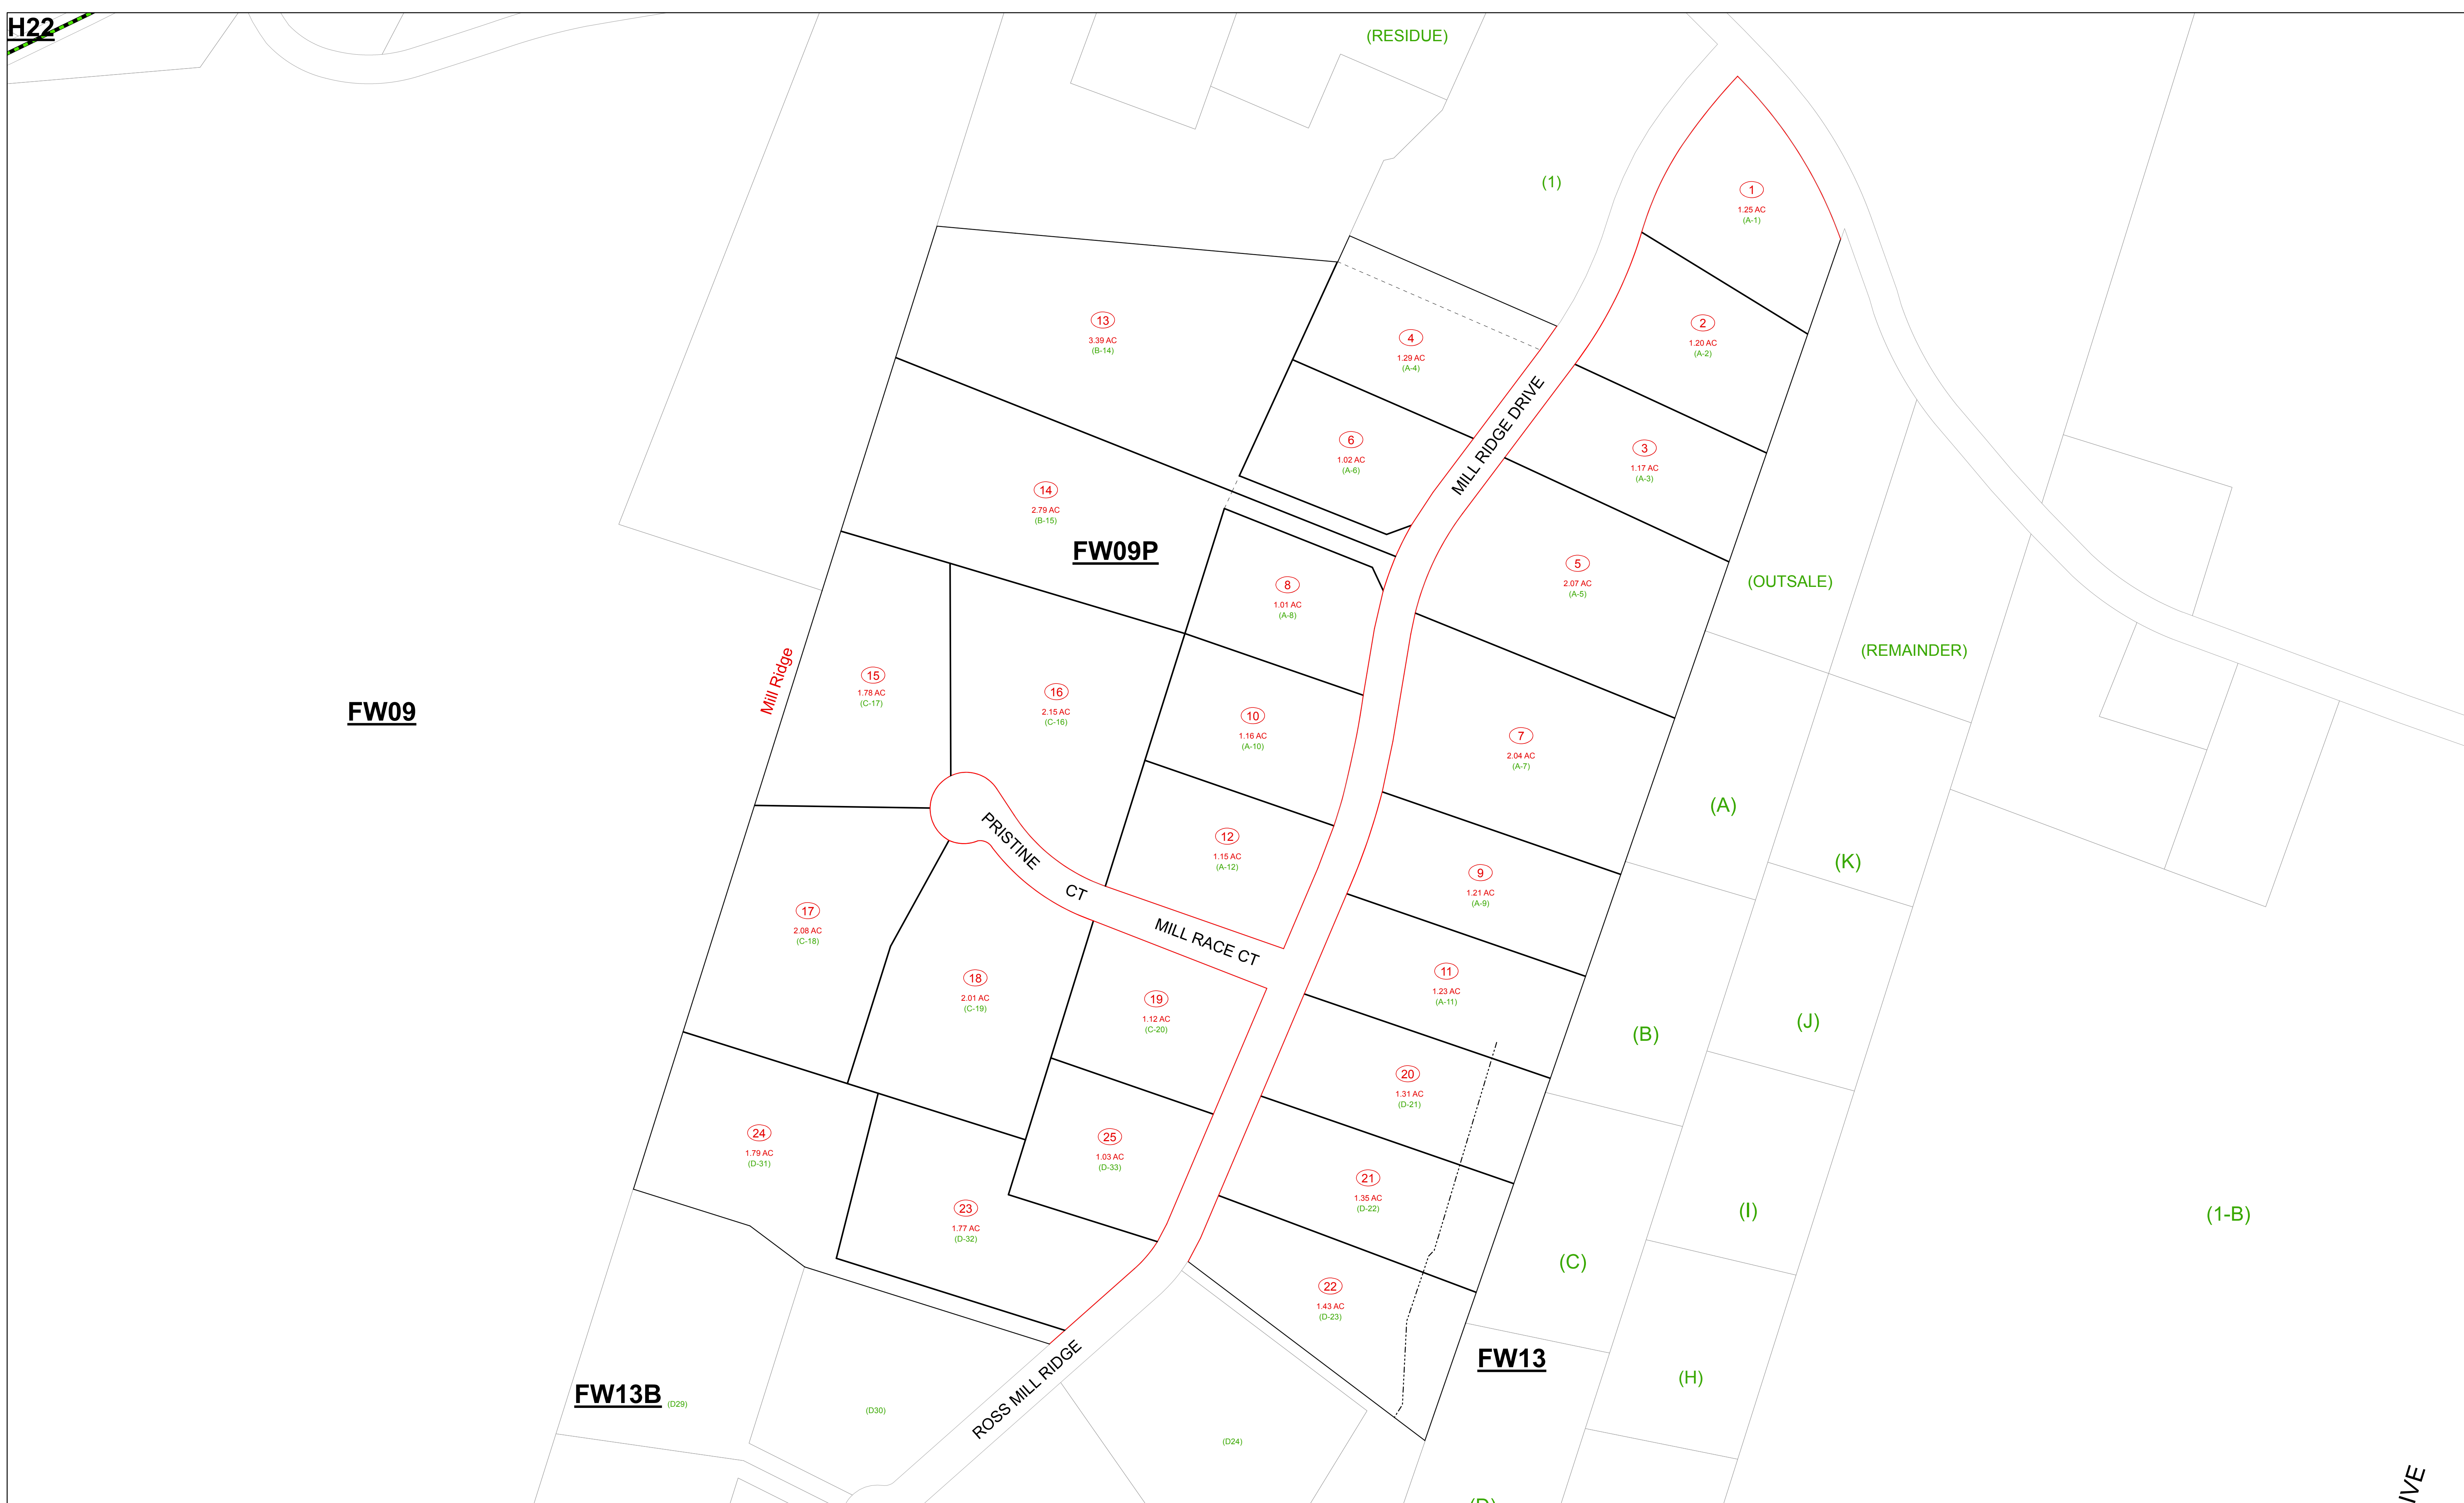 H22
(RESIDUE)
(1)
1
1.25 AC
(A-1)
13
3.39 AC
(B-14)
4
1.29 AC
(A-4)
2
1.20 AC
(A-2)
MILL RIDGE DRIVE
6
1.02 AC
(A-6)
3
1.17 AC
(A-3)
14
2.79 AC
(B-15)
FW09P
8
1.01 AC
(A-8)
5
2.07 AC
(A-5)
(OUTSALE)
(REMAINDER)
Mill Ridge
15
1.78 AC
(C-17)
16
2.15 AC
(C-16)
FW09
10
1.16 AC
(A-10)
7
2.04 AC
(A-7)
(A)
PRISTINE CT
12
1.15 AC
(A-12)
9
1.21 AC
(A-9)
(K)
17
2.08 AC
(C-18)
MILL RACE CT
18
2.01 AC
(C-19)
19
1.12 AC
(C-20)
11
1.23 AC
(A-11)
(B)
(J)
20
1.31 AC
(D-21)
24
1.79 AC
(D-31)
25
1.03 AC
(D-33)
21
1.35 AC
(D-22)
23
1.77 AC
(D-32)
(I)
(1-B)
(C)
22
1.43 AC
(D-23)
FW13
(H)
FW13B
(D29)
(D30)
ROSS MILL RIDGE
(D24)
IVE